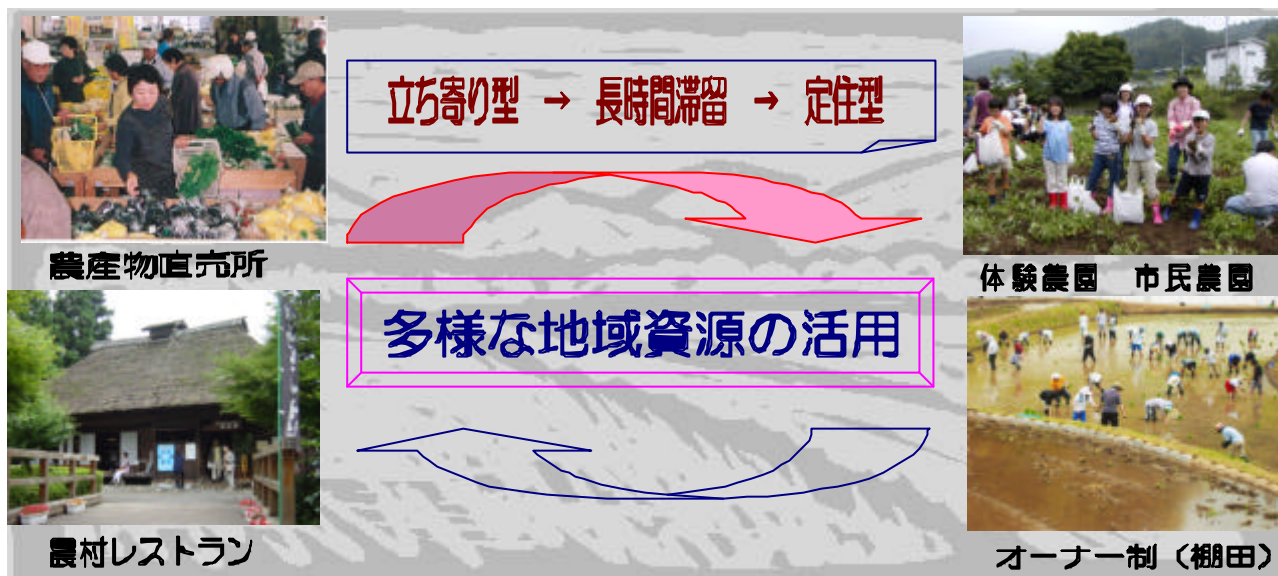 立ち寄り型 → 長時間滞留 → 定住型
農産物直売所
体験農園 市民農園
多様な地域資源の活用
農村レストラン
オーナー制（棚田）